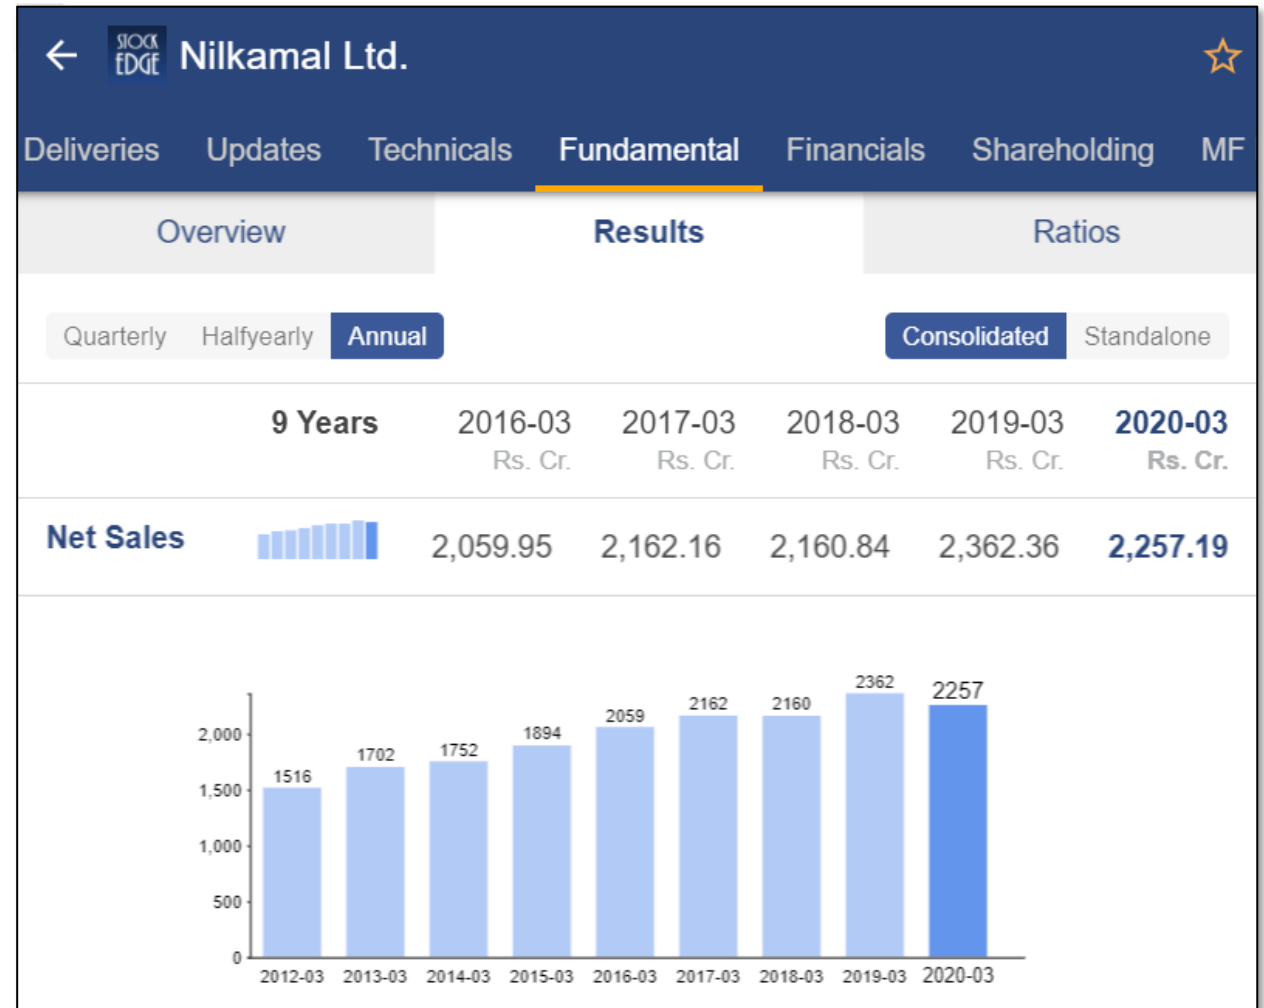 STOCK EDGE Nilkamal Ltd.
Deliveries Updates Technicals Fundamental Financials Shareholding MF
Overview Results Ratios
Quarterly Halfyearly Annual Consolidated Standalone
9 Years 2016-03 2017-03 2018-03 2019-03 2020-03
Rs. Cr. Rs. Cr. Rs. Cr. Rs. Cr. Rs. Cr.
Net Sales 2,059.95 2,162.16 2,160.84 2,362.36 2,257.19
1516 1702 1752 1894 2059 2162 2160 2362 2257
2,000
1,500
1,000
500
0
2012-03 2013-03 2014-03 2015-03 2016-03 2017-03 2018-03 2019-03 2020-03